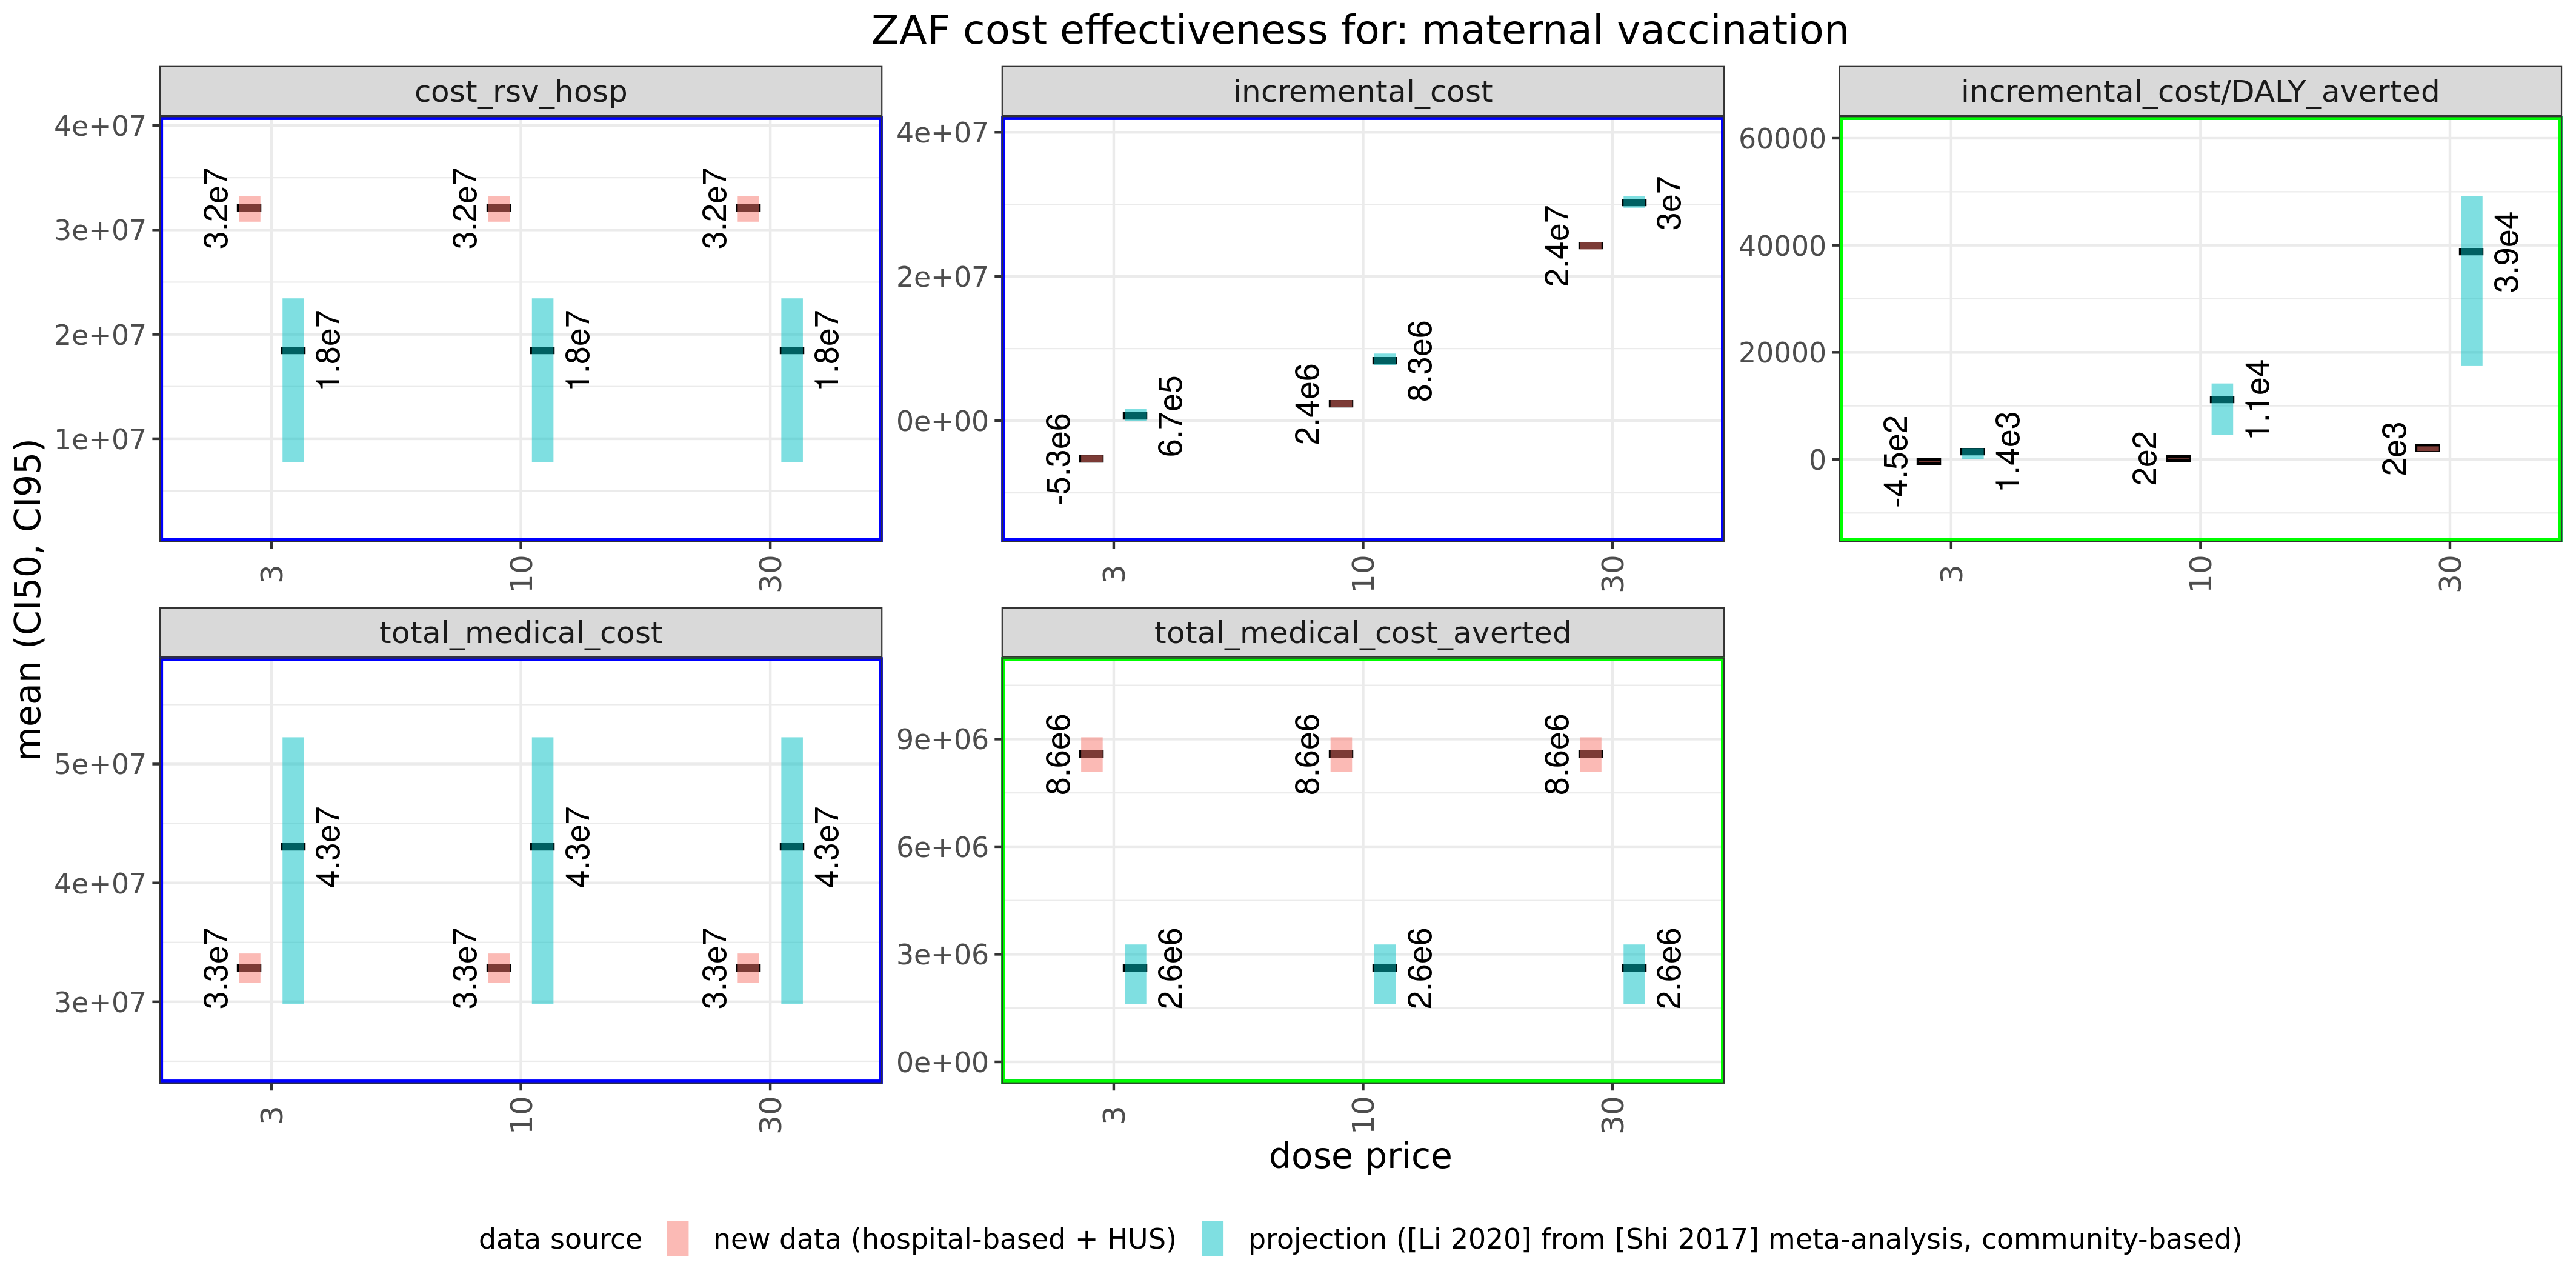 ZAF cost effectiveness for: maternal vaccination
mean (CI50, CI95)
cost_rsv_hosp
4e+07
3e+07
2e+07
1e+07
3.2e7
1.8e7
3.2e7
1.8e7
3.2e7
1.8e7
3
10
30
incremental_cost
4e+07
2e+07
0e+00
-5.3e6
6.7e5
2.4e6
8.3e6
2.4e7
3e7
3
10
30
incremental_cost/DALY_averted
60000
40000
20000
0
-4.5e2
1.4e3
2e2
1.1e4
2e3
3.9e4
3
10
30
total_medical_cost
5e+07
4e+07
3e+07
3.3e7
4.3e7
3.3e7
4.3e7
3.3e7
4.3e7
3
10
30
total_medical_cost_averted
9e+06
6e+06
3e+06
0e+00
8.6e6
2.6e6
8.6e6
2.6e6
8.6e6
2.6e6
3
10
30
dose price
data source
new data (hospital-based + HUS)
projection ([Li 2020] from [Shi 2017] meta-analysis, community-based)